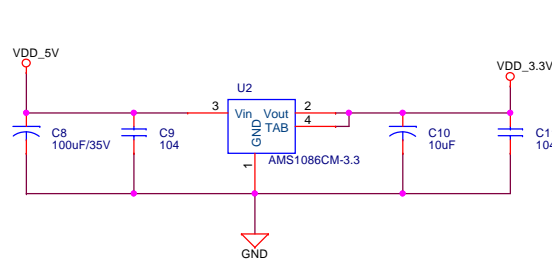 VDD_5V
VDD_3.3V
U2
3
Vin
Vout
2
GND
TAB
4
1
AMS1086CM-3.3
C8
100uF/35V
C9
104
C10
10uF
GND